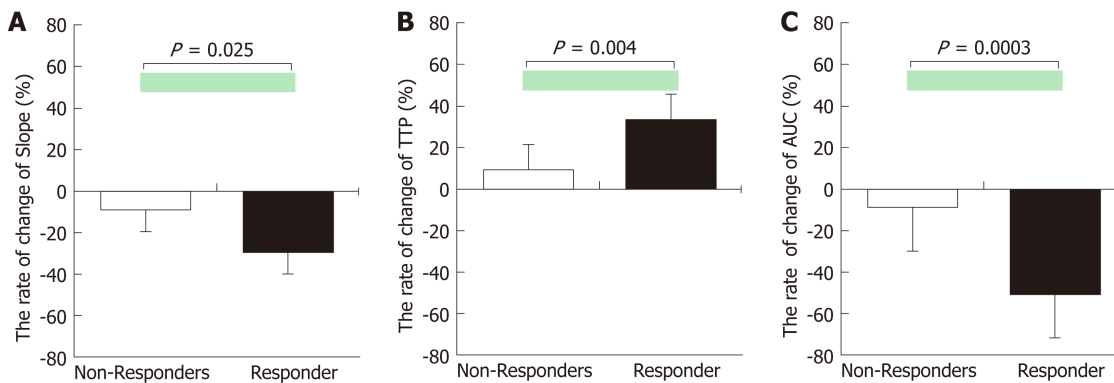 A
The rate of change of Slope (%)
80
60
40
20
0
-20
-40
-60
-80
P = 0.025
Non-Responders Responder
B
The rate of change of TTP (%)
80
60
40
20
0
-20
-40
-60
-80
P = 0.004
Non-Responders Responder
C
The rate of change of AUC (%)
80
60
40
20
0
-20
-40
-60
-80
P = 0.0003
Non-Responders Responder